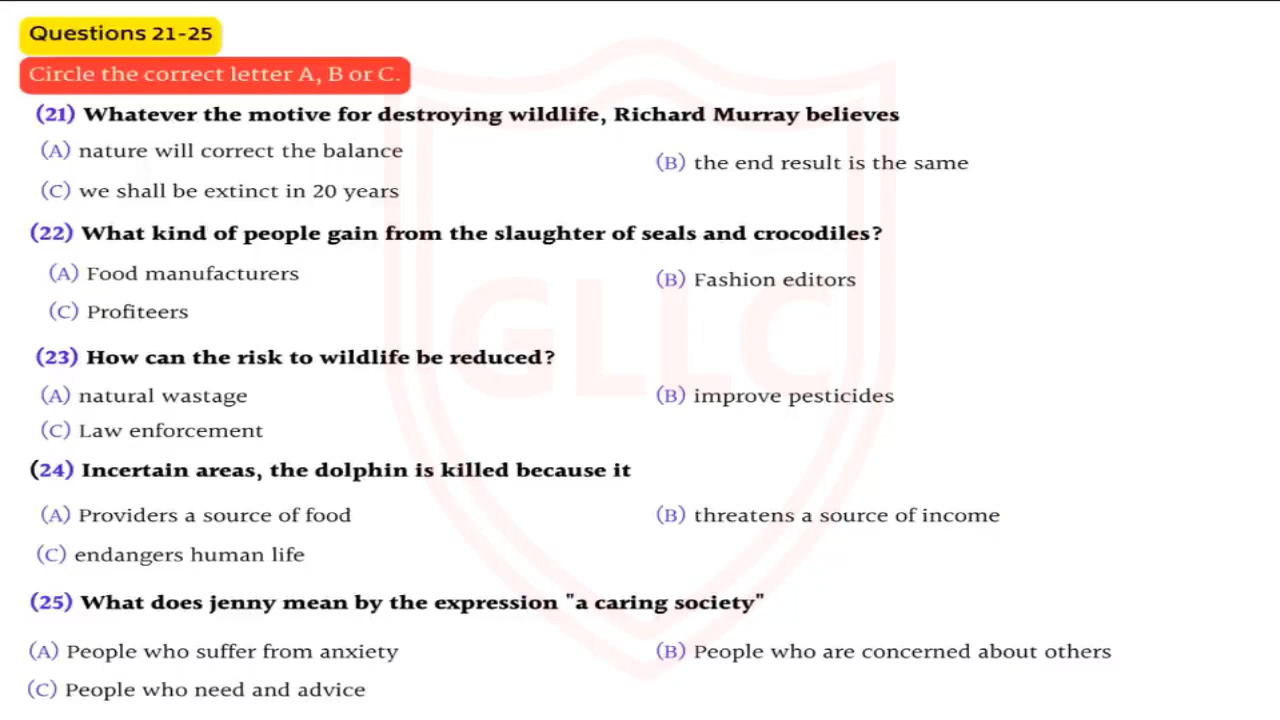 Questions 21-25
Circle the correct letter A, B or C.
(21) Whatever the motive for destroying wildlife, Richard Murray believes
(A) nature will correct the balance
(B) the end result is the same
(C) we shall be extinct in 20 years
(22) What kind of people gain from the slaughter of seals and crocodiles?
(A) Food manufacturers
(B) Fashion editors
(C) Profiteers
(23) How can the risk to wildlife be reduced?
(A) natural wastage
(B) improve pesticides
(C) Law enforcement
(24) Incertain areas, the dolphin is killed because it
(A) Providers a source of food
(B) threatens a source of income
(C) endangers human life
(25) What does jenny mean by the expression "a caring society"
(A) People who suffer from anxiety
(B) People who are concerned about others
(C) People who need and advice
GLLC